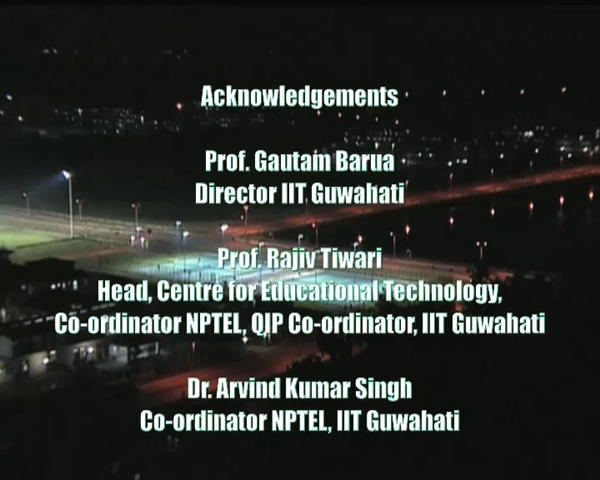 Acknowledgements
Prof. Gautam Barua
Director IIT Guwahati
Prof. Rajiv Tiwari
Head, Centre for Educational Technology,
Co-ordinator NPTEL, QIP Co-ordinator, IIT Guwahati
Dr. Arvind Kumar Singh
Co-ordinator NPTEL, IIT Guwahati